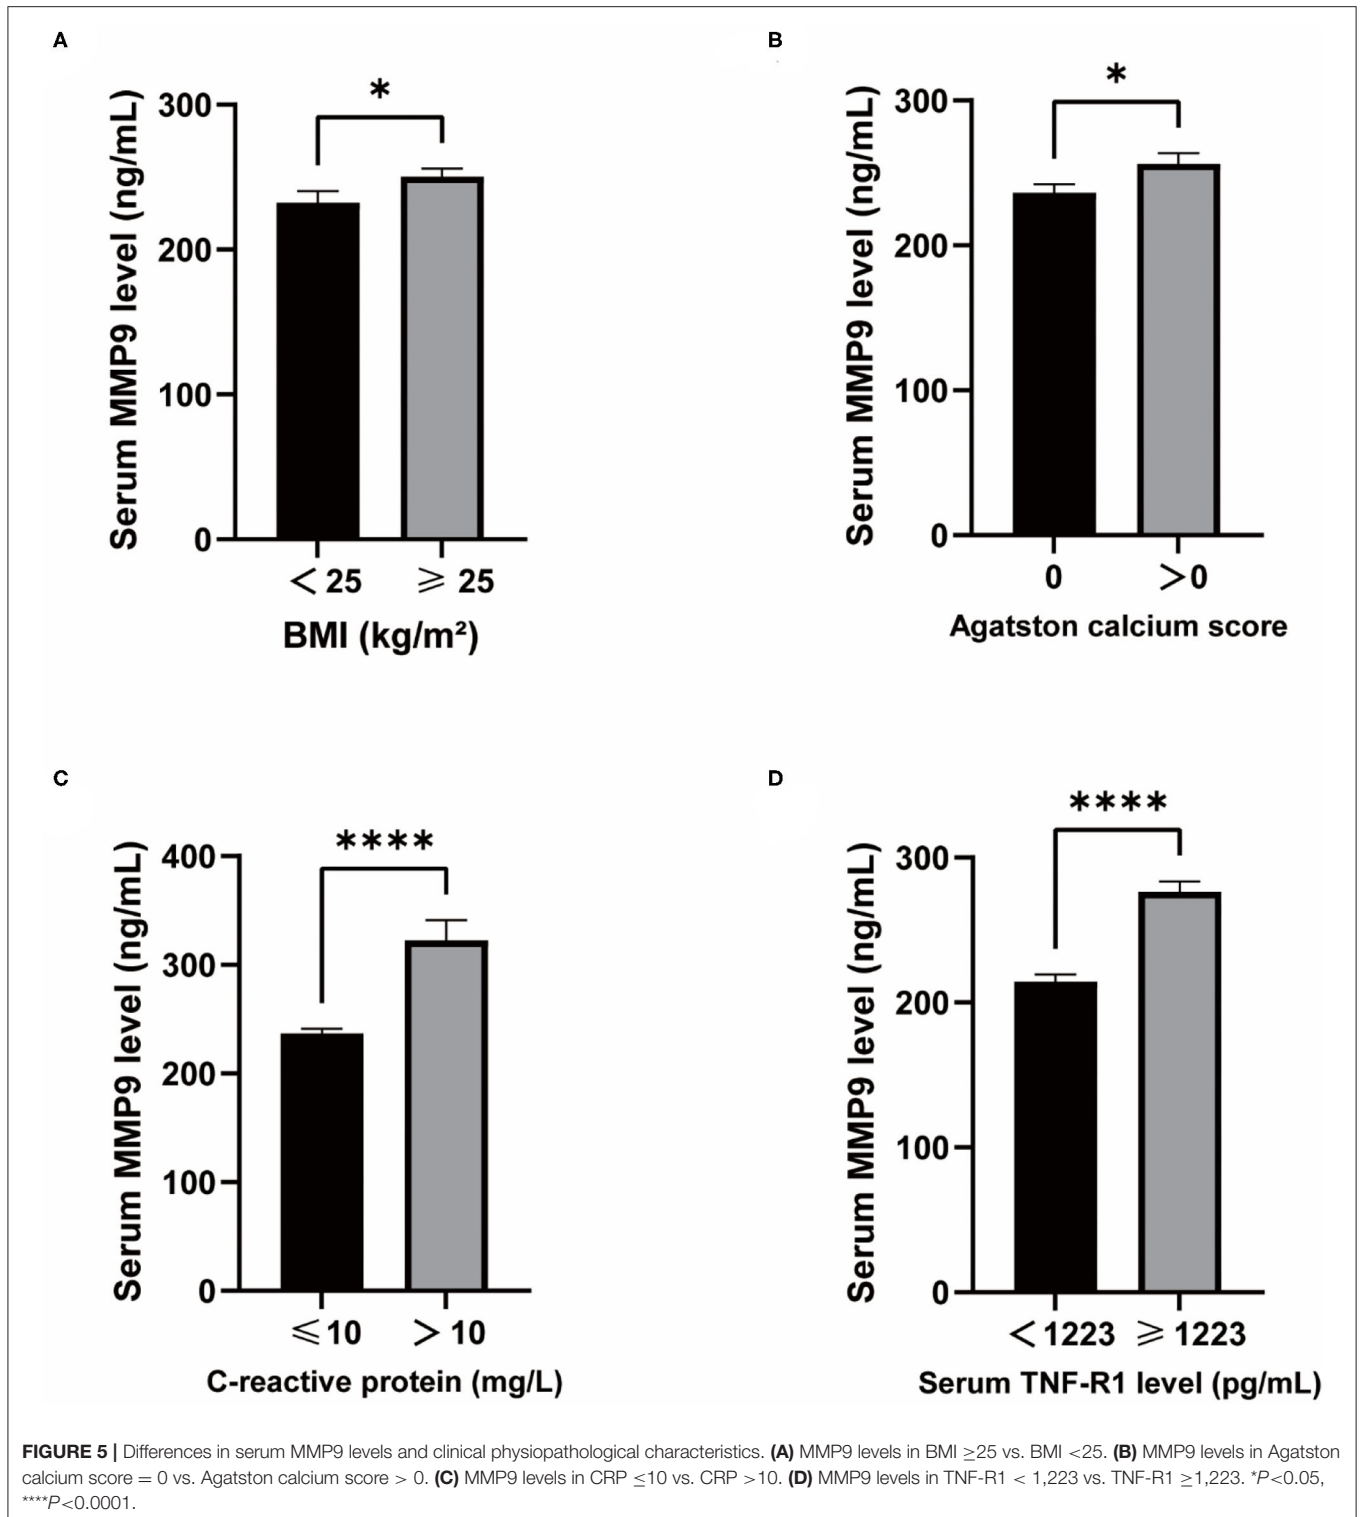 A
*
Serum MMP9 level (ng/mL)
300
200
100
0
<25 ⩾25
BMI (kg/m²)
B
*
Serum MMP9 level (ng/mL)
300
200
100
0
0 >0
Agatston calcium score
C
****
Serum MMP9 level (ng/mL)
400
300
200
100
0
⩽10 >10
C-reactive protein (mg/L)
D
****
Serum MMP9 level (ng/mL)
300
200
100
0
<1223 ⩾1223
Serum TNF-R1 level (pg/mL)
FIGURE 5 | Differences in serum MMP9 levels and clinical physiopathological characteristics. (A) MMP9 levels in BMI ≥25 vs. BMI <25. (B) MMP9 levels in Agatston
calcium score = 0 vs. Agatston calcium score > 0. (C) MMP9 levels in CRP ≤10 vs. CRP >10. (D) MMP9 levels in TNF-R1 < 1,223 vs. TNF-R1 ≥1,223. *P<0.05,
****P<0.0001.